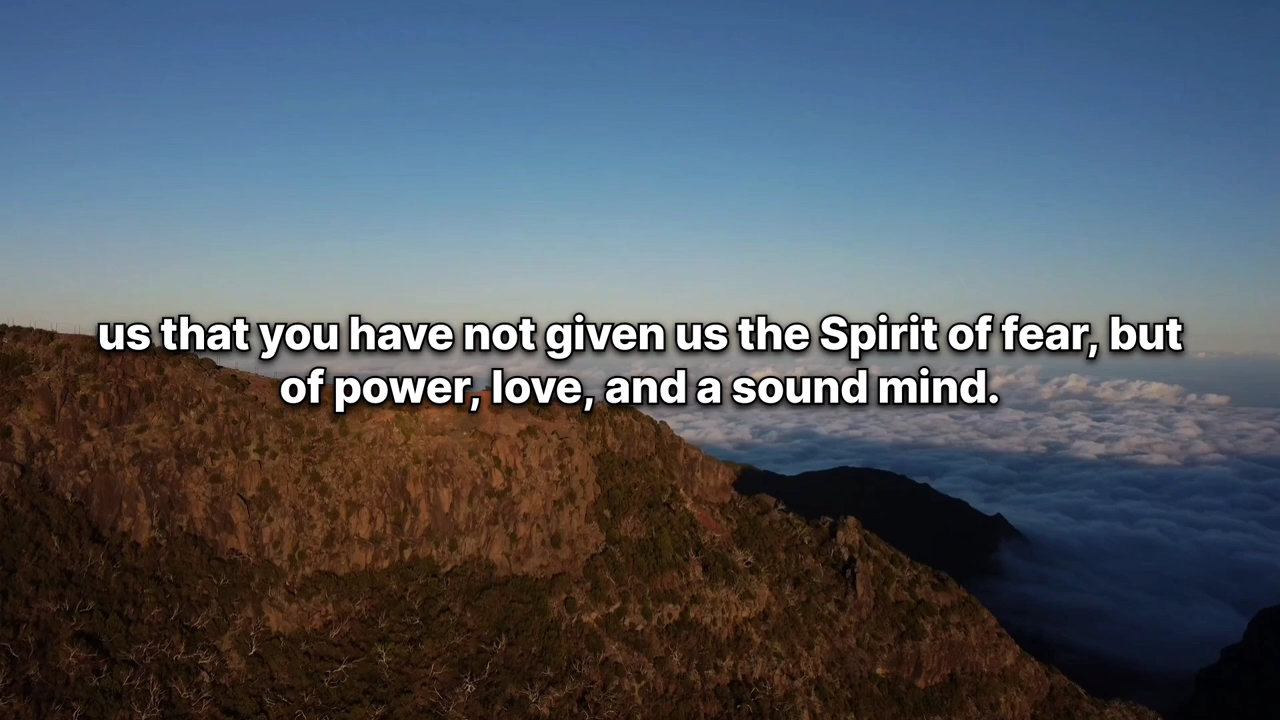 us that you have not given us the Spirit of fear, but
of power, love, and a sound mind.